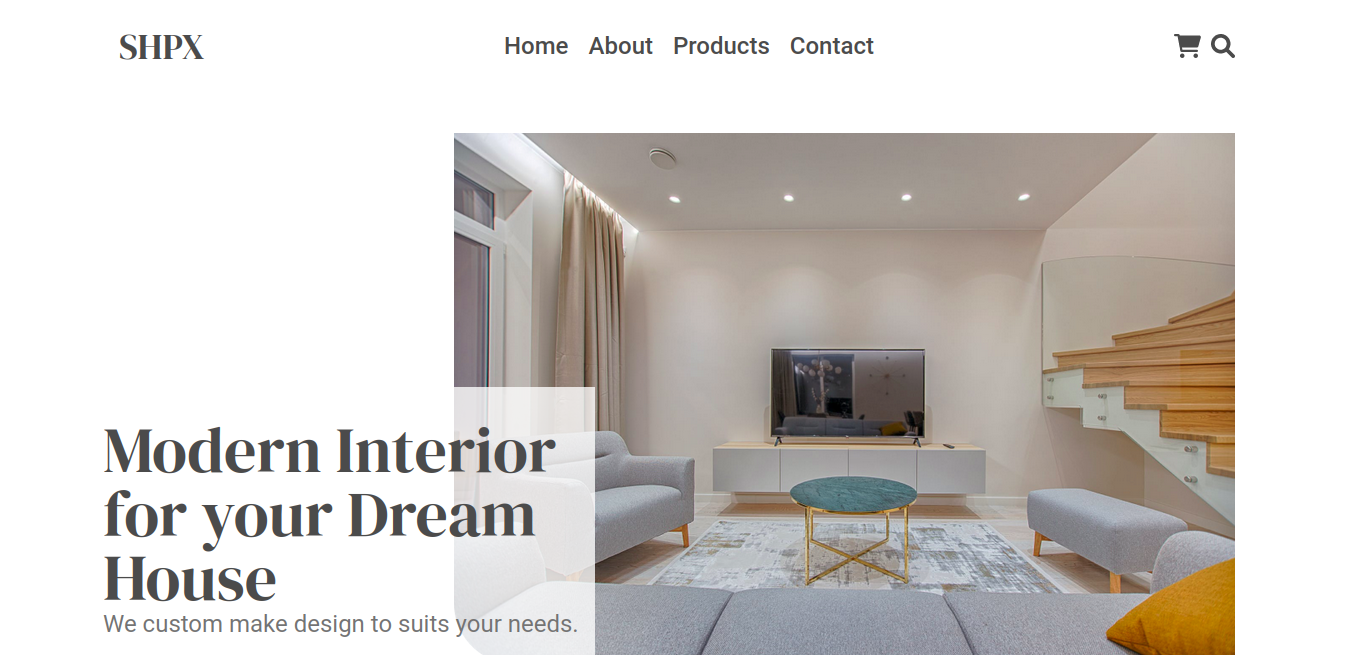 SHPX
Home About Products Contact
Modern Interior
for your Dream
House
We custom make design to suits your needs.